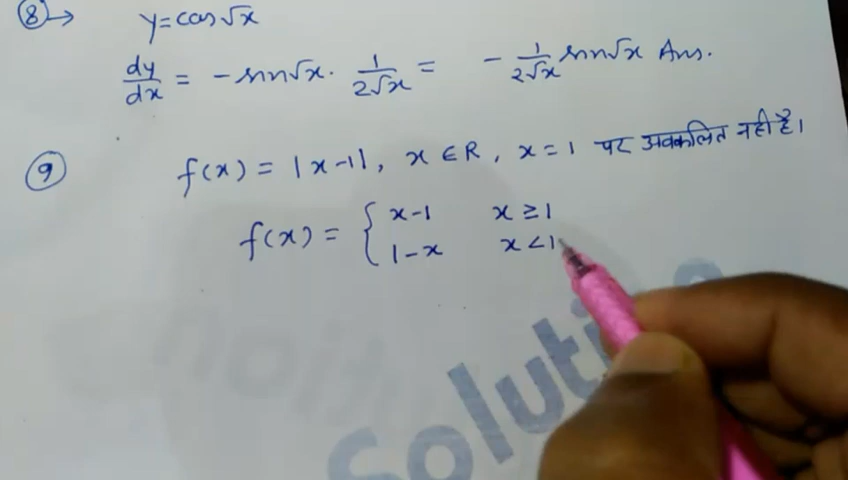 ⑧→ y = cos√x
dy/dx = - sin√x · 1/2√x = - 1/2√x sin√x Ans.
⑨ f(x) = |x-1|, x ∈ R, x = 1 पर अवकलित नही है।
f(x) = { x-1 x ≥ 1
1-x x < 1
Soluti